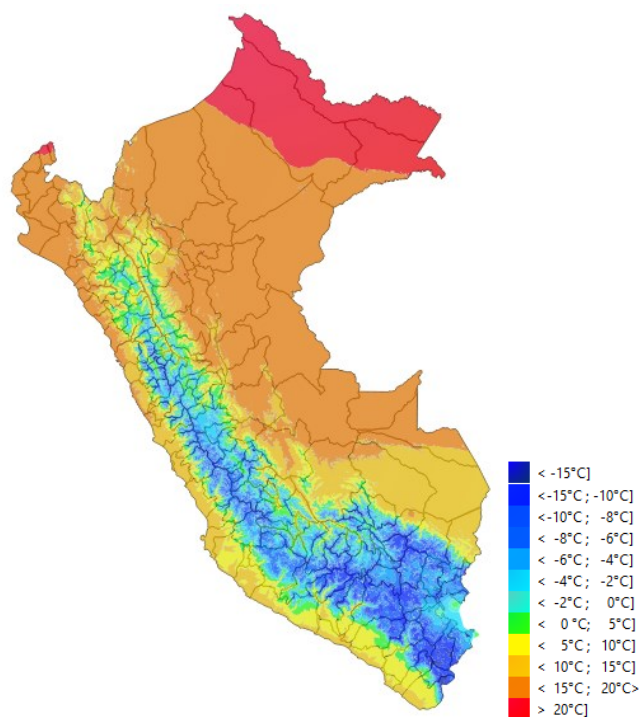 < -15°C]
<-15°C ; -10°C]
<-10°C ;  -8°C]
< -8°C ;  -6°C]
< -6°C ;  -4°C]
< -4°C ;  -2°C]
< -2°C ;   0°C]
<  0 °C;   5°C]
<  5°C ;  10°C]
< 10°C ;  15°C]
< 15°C ;  20°C>
>  20°C]